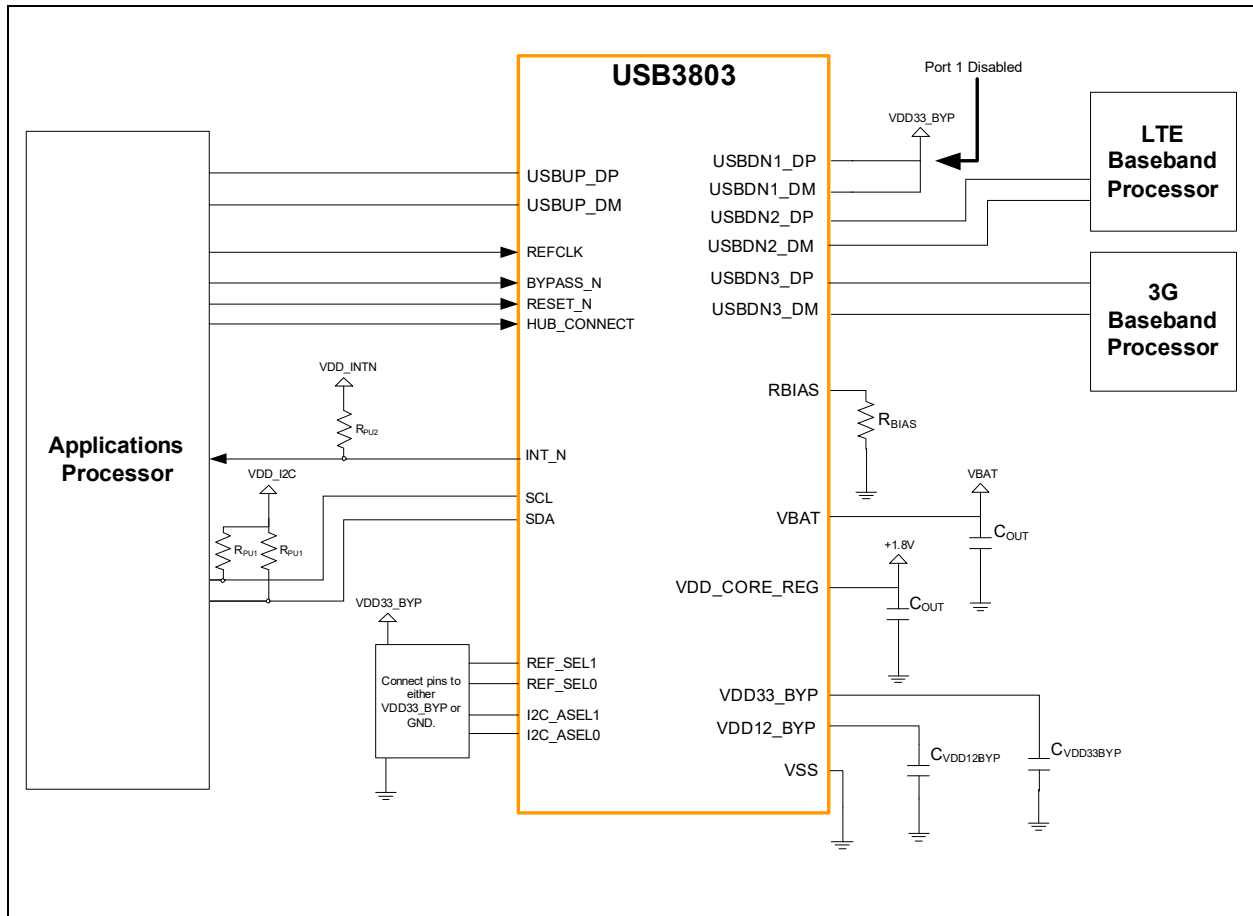 USB3803
Port 1 Disabled
VDD33_BYP
LTE
Baseband
Processor
USBUP_DP
USBUP_DM
REFCLK
BYPASS_N
RESET_N
HUB_CONNECT
USBDN1_DP
USBDN1_DM
USBDN2_DP
USBDN2_DM
USBDN3_DP
USBDN3_DM
3G
Baseband
Processor
VDD_INTN
RPU2
Applications
Processor
INT_N
VDD_I2C
SCL
SDA
RPU1
RPU1
RBIAS
RBIAS
VBAT
VBAT
COUT
+1.8V
VDD_CORE_REG
COUT
VDD33_BYP
Connect pins to
either
VDD33_BYP or
GND.
REF_SEL1
REF_SEL0
I2C_ASEL1
I2C_ASEL0
VDD33_BYP
VDD12_BYP
VSS
CVDD12BYP
CVDD33BYP